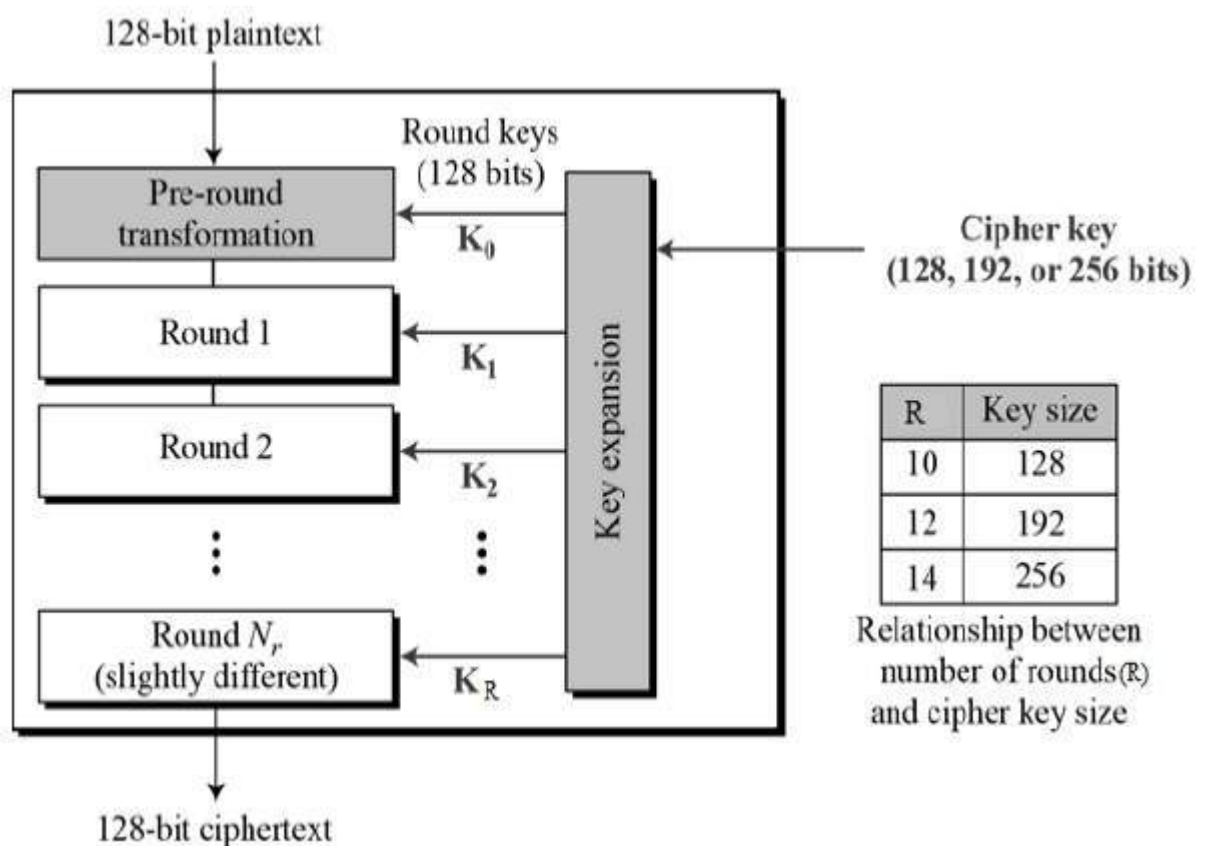 128-bit plaintext
Round keys
(128 bits)
Pre-round
transformation
K₀
Cipher key
(128, 192, or 256 bits)
Round 1
K₁
Round 2
K₂
Key expansion
R Key size
10 128
12 192
14 256
Round Nᵣ
(slightly different)
K_R
Relationship between
number of rounds(R)
and cipher key size
128-bit ciphertext